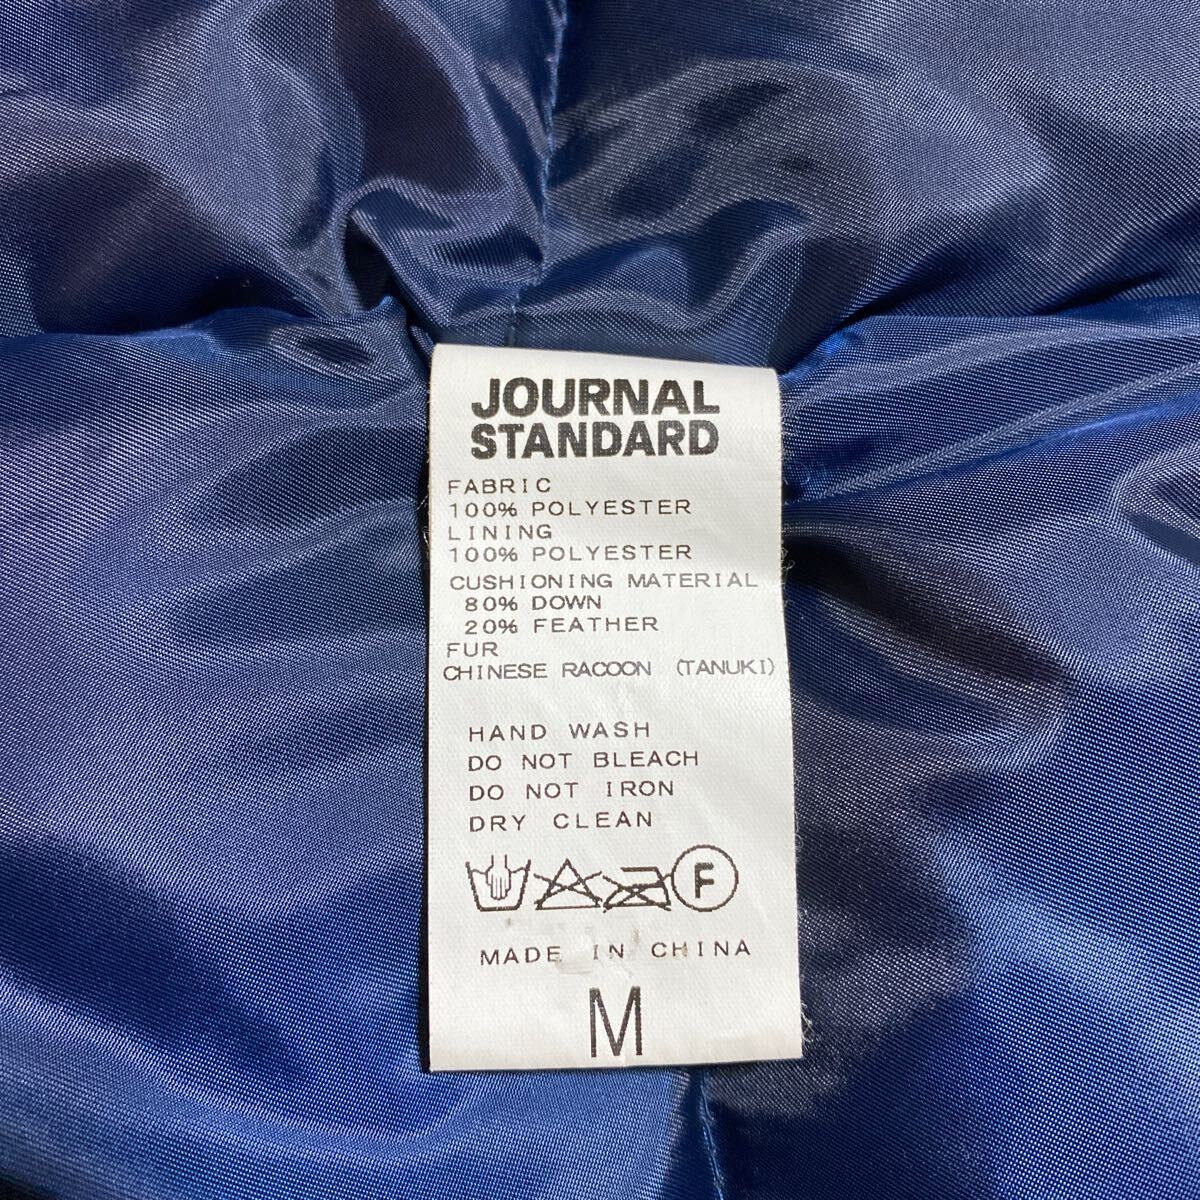 JOURNAL
STANDARD
FABRIC
100% POLYESTER
LINING
100% POLYESTER
CUSHIONING MATERIAL
80% DOWN
20% FEATHER
FUR
CHINESE RACOON (TANUKI)
HAND WASH
DO NOT BLEACH
DO NOT IRON
DRY CLEAN
F
MADE IN CHINA
M